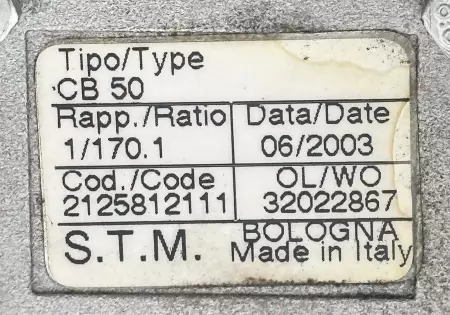 Tipo/Type
CB 50
Rapp./Ratio Data/Date
1/170.1 06/2003
Cod./Code OL/WO
2125812111 32022867
S.T.M. BOLOGNA
Made in Italy